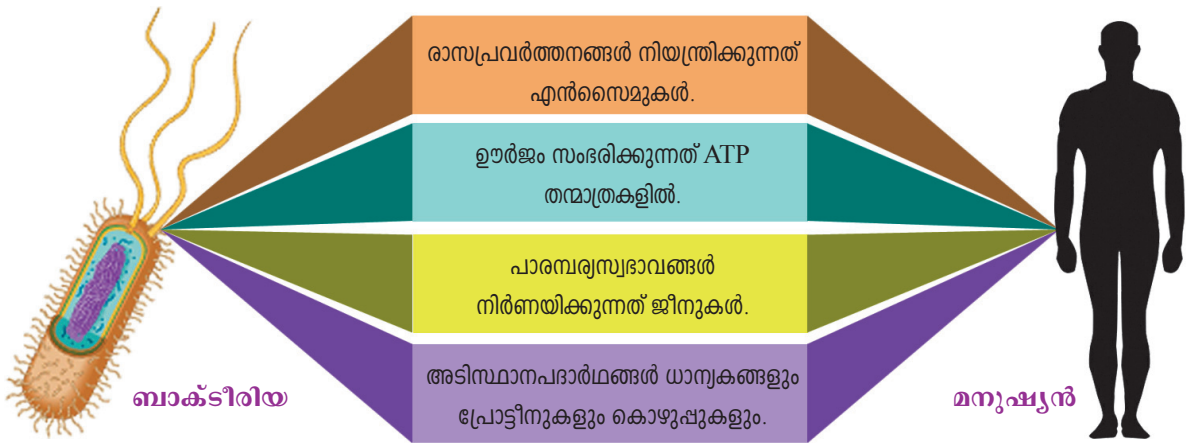 രാസപ്രവർത്തനങ്ങൾ നിയന്ത്രിക്കുന്നത്
എൻസൈമുകൾ.
ഊർജം സംഭരിക്കുന്നത് ATP
തന്മാത്രകളിൽ.
പാരമ്പര്യസ്വഭാവങ്ങൾ
നിർണയിക്കുന്നത് ജീനുകൾ.
അടിസ്ഥാനപദാർഥങ്ങൾ ധാന്യകങ്ങളും
പ്രോട്ടീനുകളും കൊഴുപ്പുകളും.
ബാക്ടീരിയ
മനുഷ്യൻ